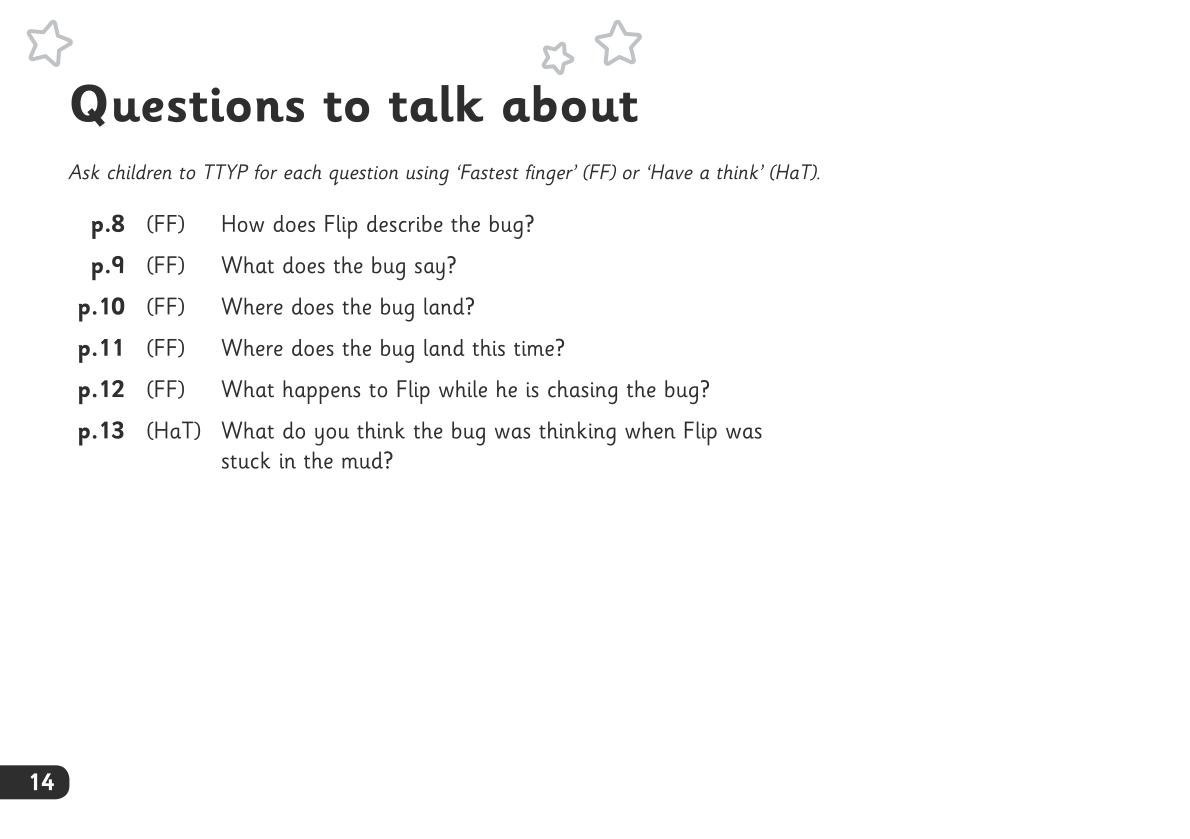 Questions to talk about
Ask children to TTYP for each question using ‘Fastest finger’ (FF) or ‘Have a think’ (HaT).
p.8 (FF) How does Flip describe the bug?
p.9 (FF) What does the bug say?
p.10 (FF) Where does the bug land?
p.11 (FF) Where does the bug land this time?
p.12 (FF) What happens to Flip while he is chasing the bug?
p.13 (HaT) What do you think the bug was thinking when Flip was
stuck in the mud?
14